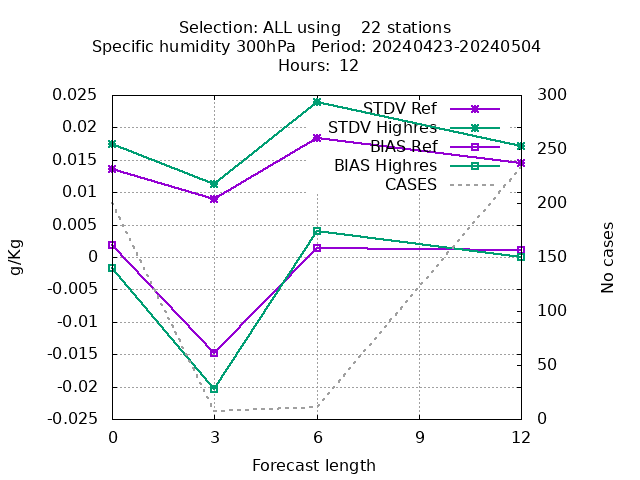 Selection: ALL using    22 stations
Specific humidity 300hPa   Period: 20240423-20240504
Hours:  12
0.025
0.02
0.015
0.01
0.005
0
-0.005
-0.01
-0.015
-0.02
-0.025
g/Kg
STDV Ref
STDV Highres
BIAS Ref
BIAS Highres
CASES
300
250
200
150
100
50
0
No cases
0 3 6 9 12
Forecast length